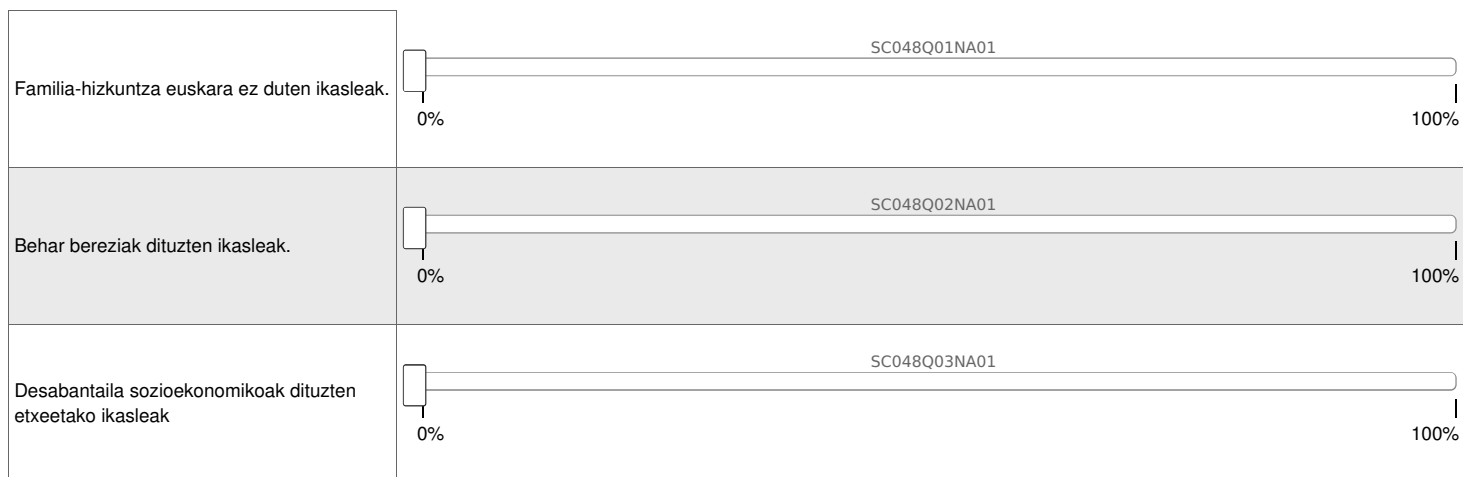 SC048Q01NA01
Familia-hizkuntza euskara ez duten ikasleak.
0%
100%
SC048Q02NA01
Behar bereziak dituzten ikasleak.
0%
100%
SC048Q03NA01
Desabantaila sozioekonomikoak dituzten
etxeetako ikasleak
0%
100%